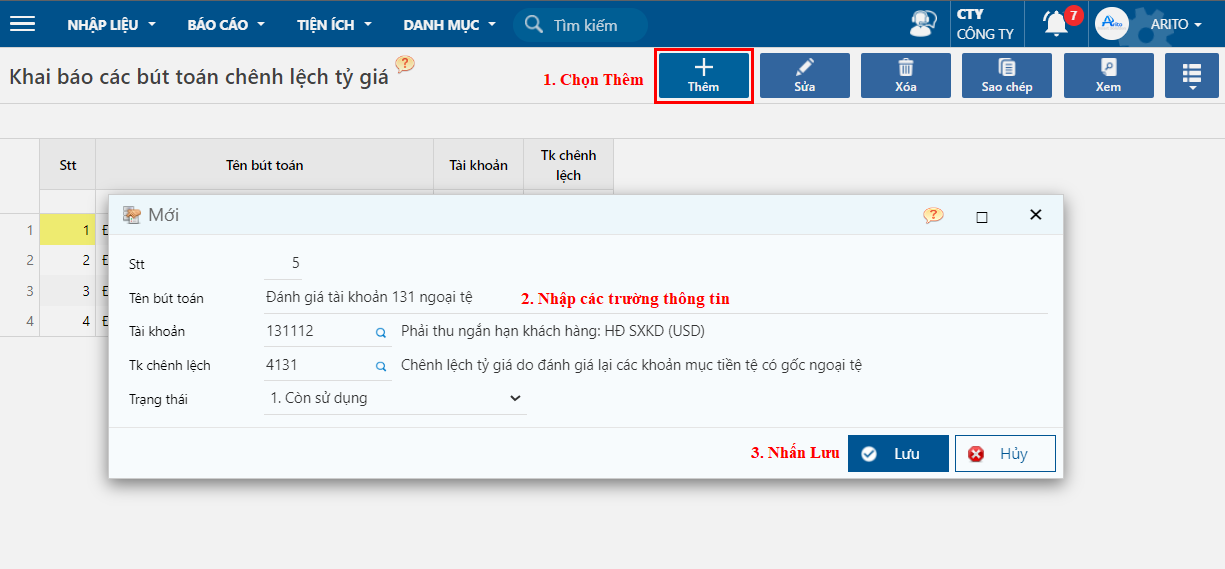 NHẬP LIỆU BÁO CÁO TIỆN ÍCH DANH MỤC Tìm kiếm CTY CÔNG TY 7 Arito ARITO
Khai báo các bút toán chênh lệch tỷ giá ? 1. Chọn Thêm Thêm Sửa Xóa Sao chép Xem
Stt Tên bút toán Tài khoản Tk chênh lệch
1 1 Đ
2 2 Đ
3 3 Đ
4 4 Đ
Mới ?
Stt 5
Tên bút toán Đánh giá tài khoản 131 ngoại tệ 2. Nhập các trường thông tin
Tài khoản 131112 Phải thu ngắn hạn khách hàng: HĐ SXKD (USD)
Tk chênh lệch 4131 Chênh lệch tỷ giá do đánh giá lại các khoản mục tiền tệ có gốc ngoại tệ
Trạng thái 1. Còn sử dụng
3. Nhấn Lưu Lưu Hủy